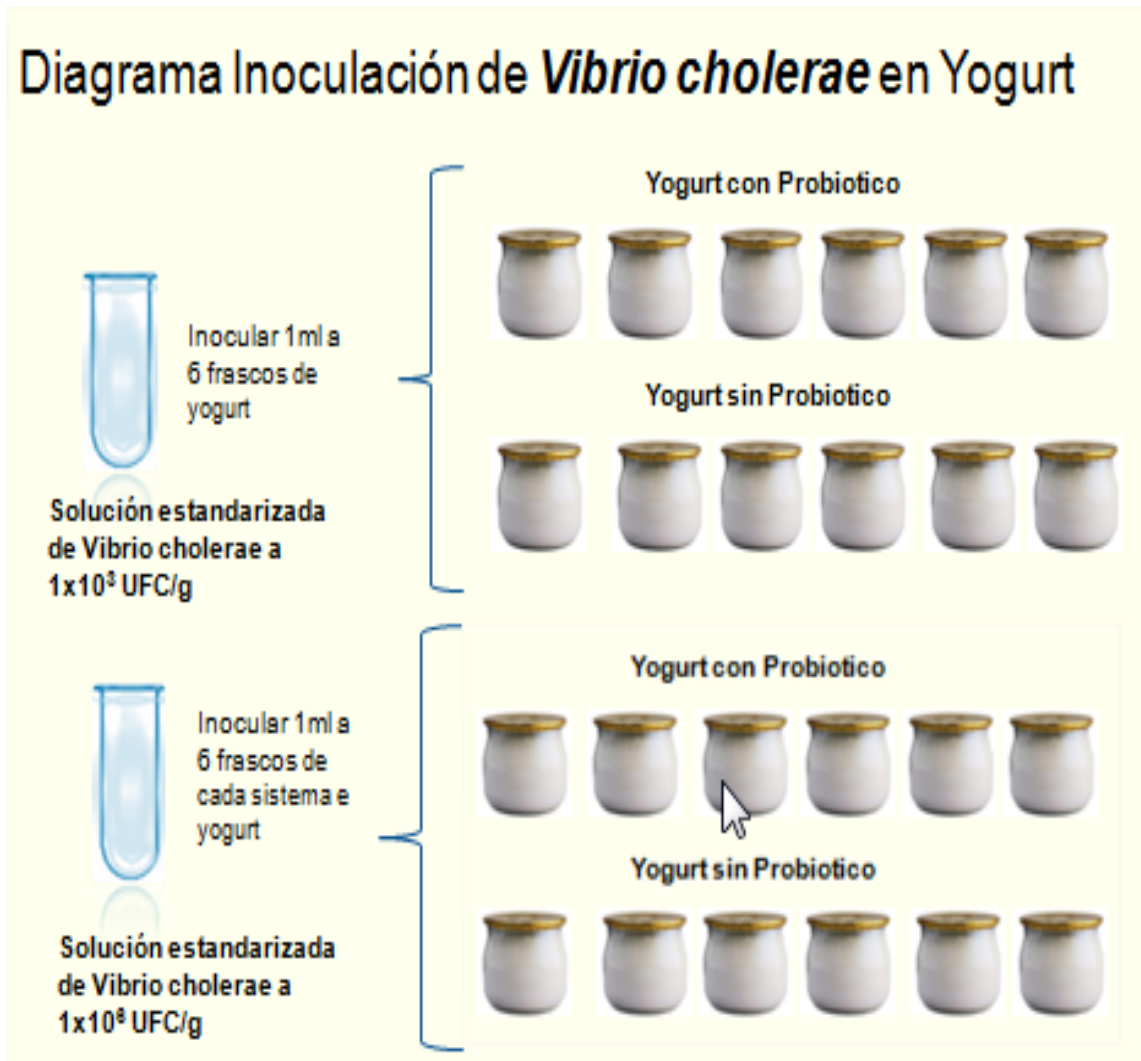 Diagrama Inoculación de Vibrio cholerae en Yogurt
Yogurt con Probiotico
Inocular 1ml a
6 frascos de
yogurt
Yogurt sin Probiotico
Solución estandarizada
de Vibrio cholerae a
1x10³ UFC/g
Yogurt con Probiotico
Inocular 1ml a
6 frascos de
cada sistema e
yogurt
Yogurt sin Probiotico
Solución estandarizada
de Vibrio cholerae a
1x10⁶ UFC/g